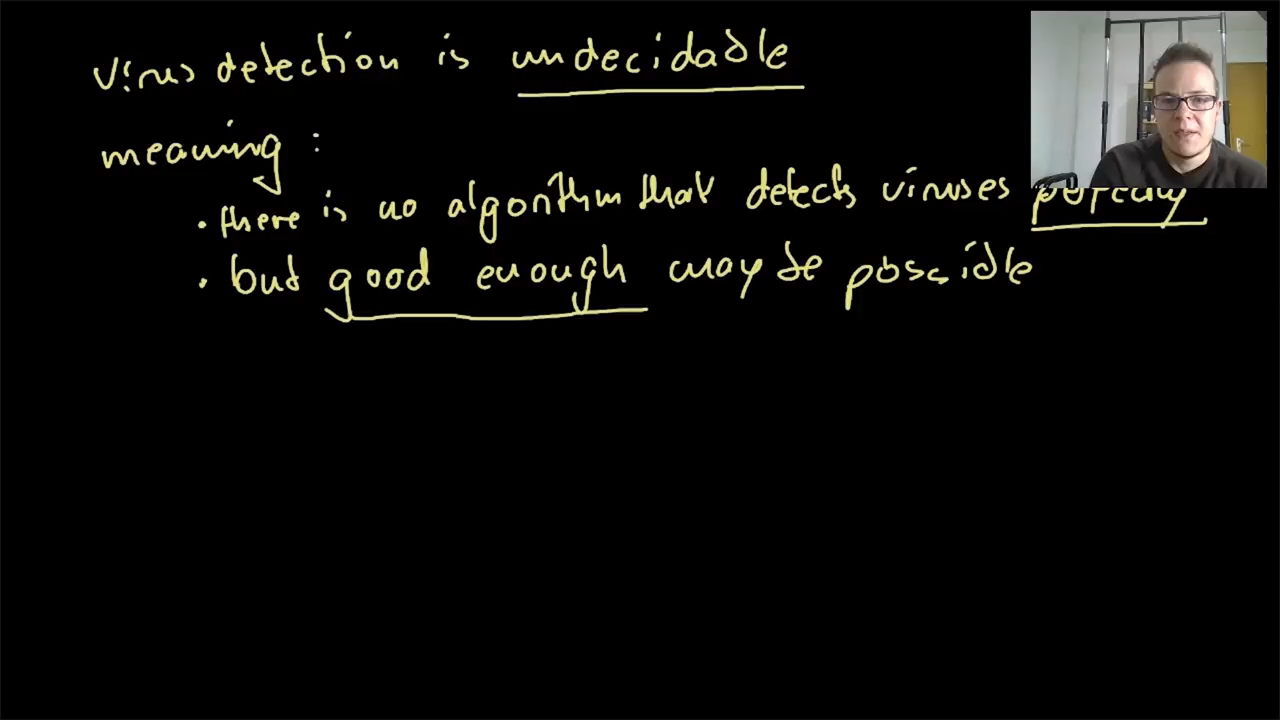 virus detection is undecidable
meaning :
• there is no algorithm that detects viruses perfectly
• but good enough may be possible